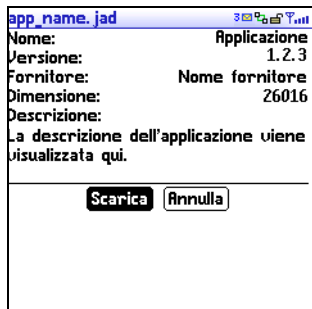 app_name.jad 3
Nome: Applicazione
Versione: 1.2.3
Fornitore: Nome fornitore
Dimensione: 26016
Descrizione:
La descrizione dell'applicazione viene
visualizzata qui.
Scarica Annulla